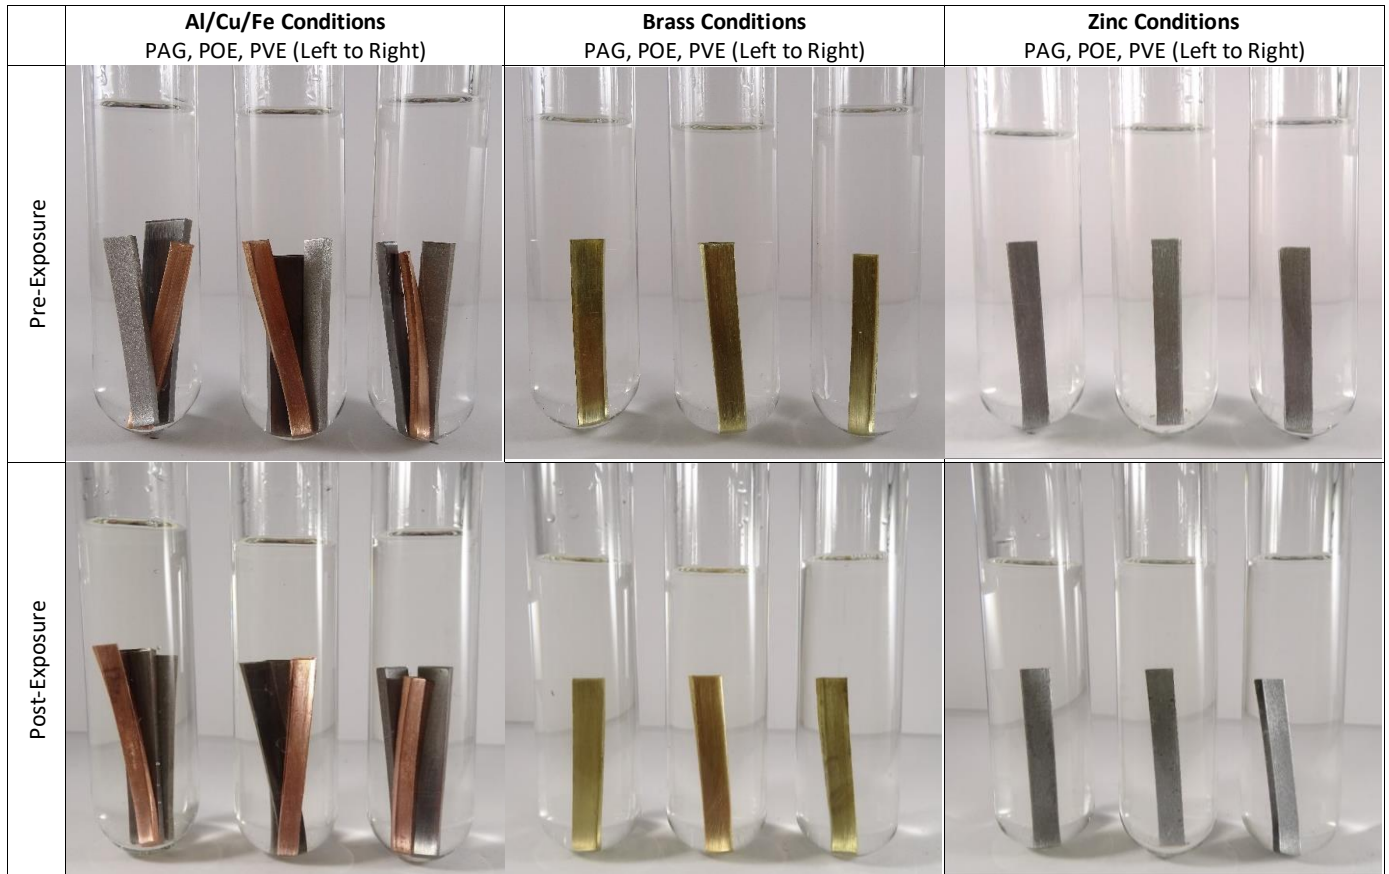 Al/Cu/Fe Conditions
PAG, POE, PVE (Left to Right)
Brass Conditions
PAG, POE, PVE (Left to Right)
Zinc Conditions
PAG, POE, PVE (Left to Right)
Pre-Exposure
Post-Exposure